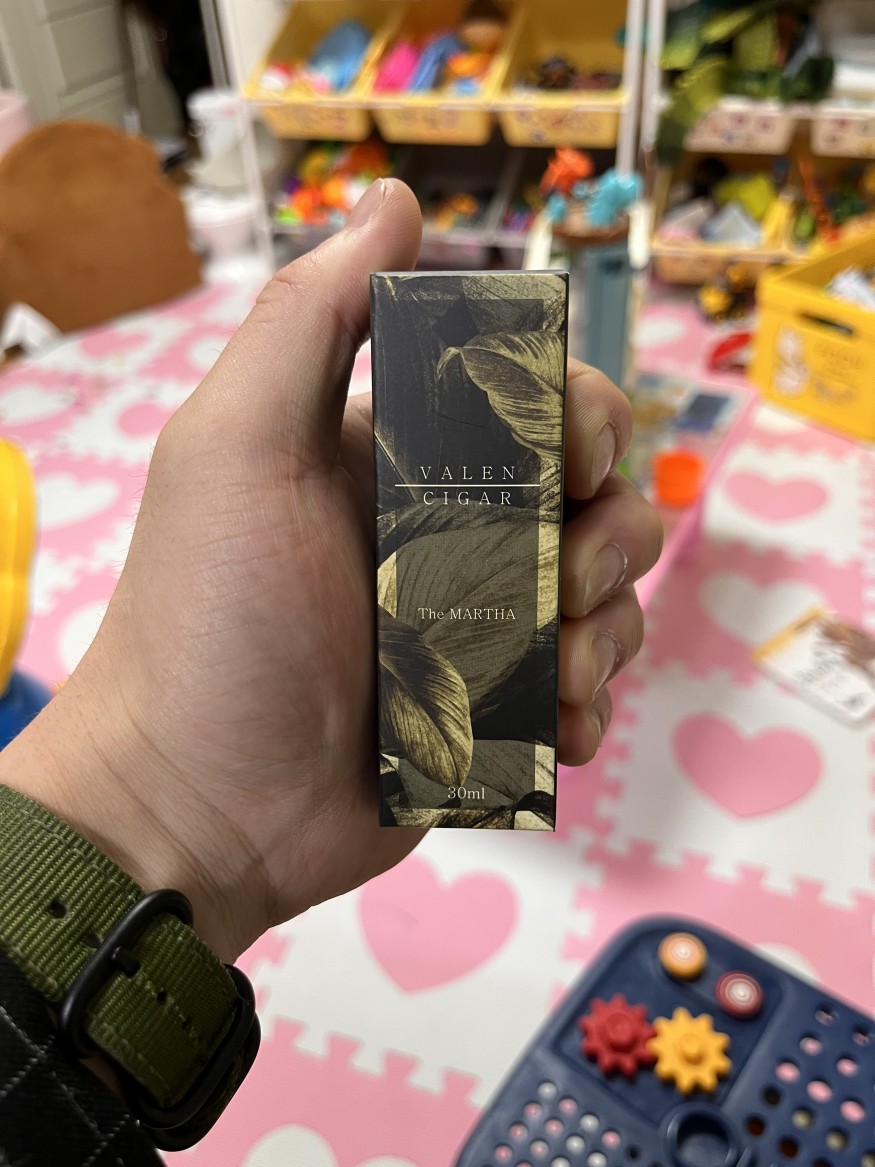 VALEN
CIGAR
The MARTHA
30ml